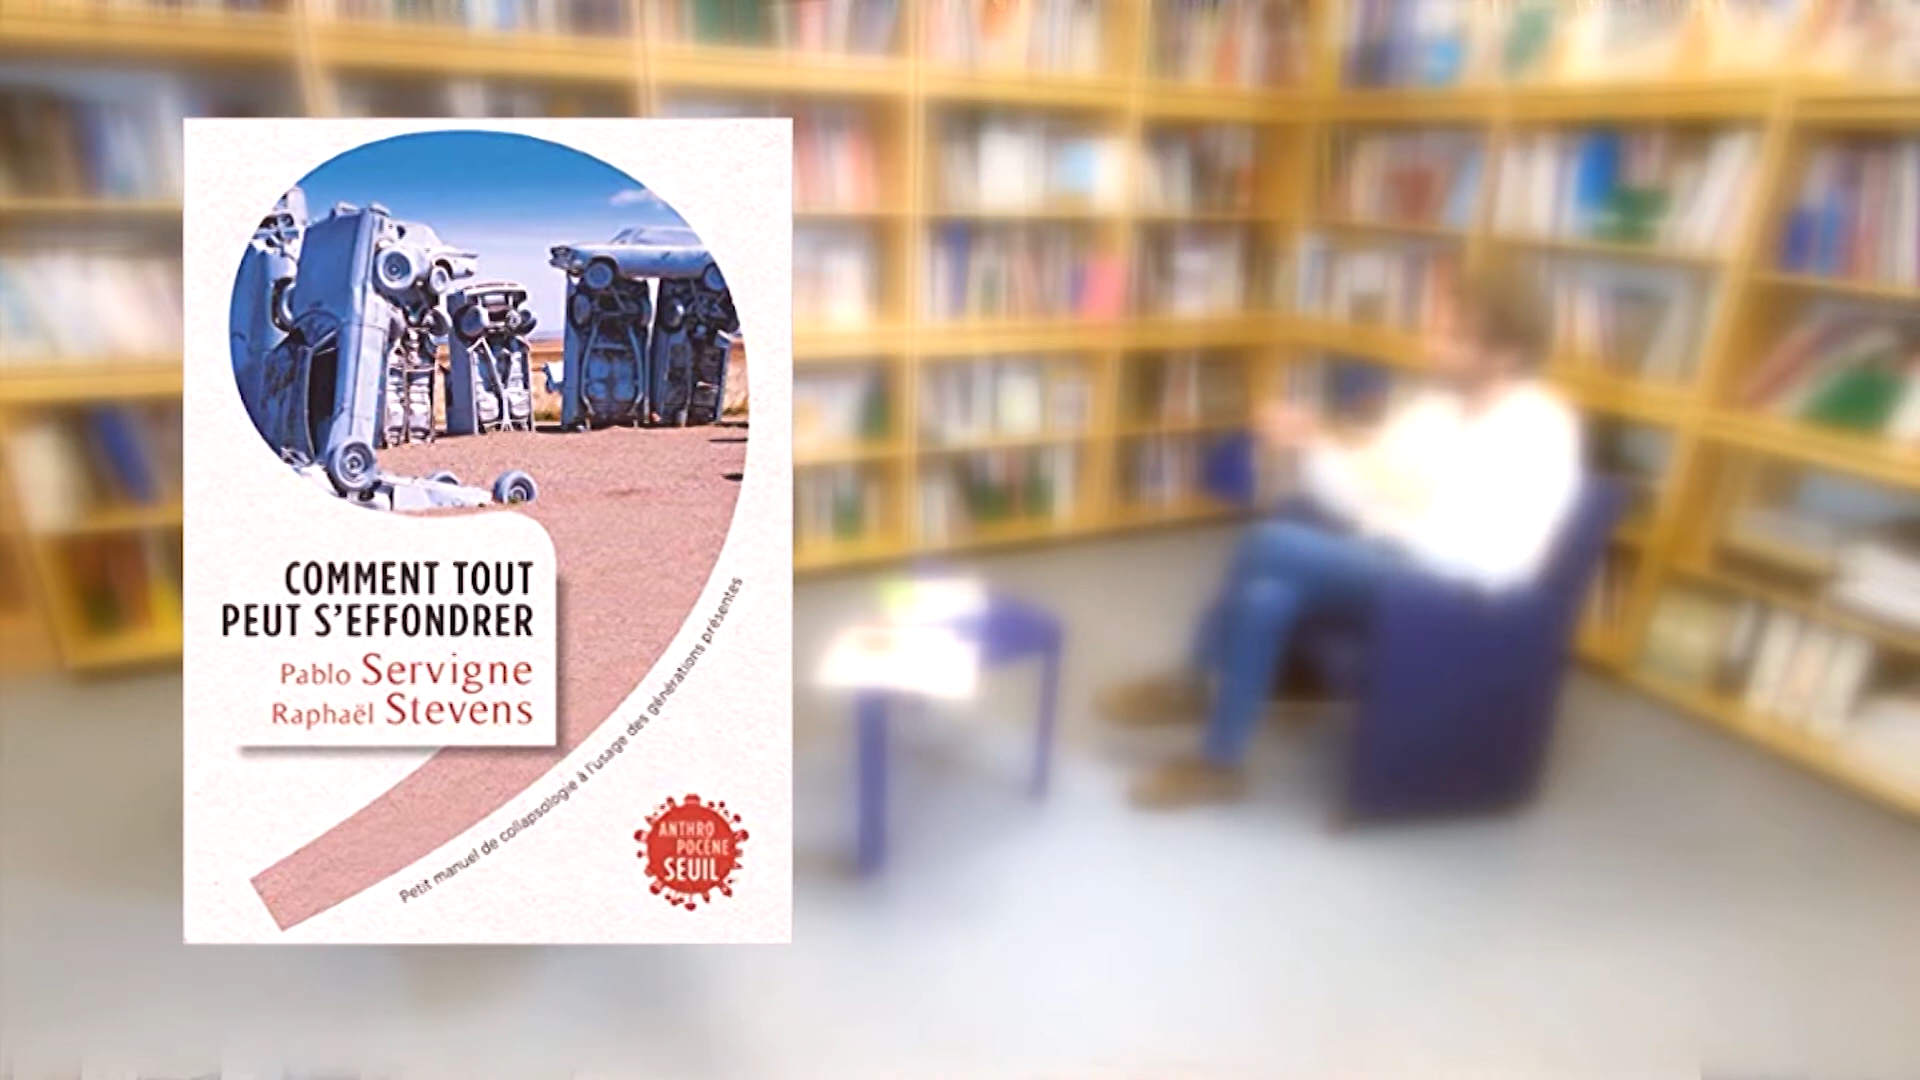 COMMENT TOUT
PEUT S'EFFONDRER
Pablo Servigne
Raphaël Stevens
Petit manuel de collapsologie à l'usage des générations présentes
ANTHRO
POCÈNE
SEUIL